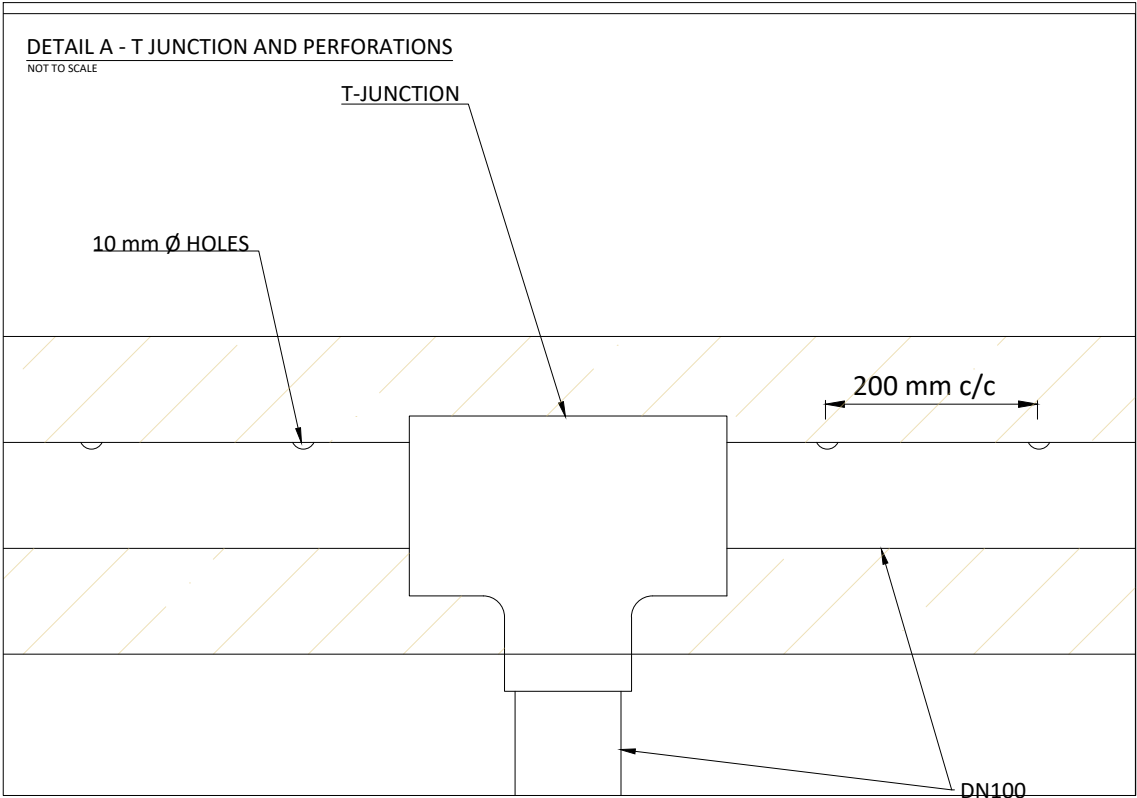 DETAIL A - T JUNCTION AND PERFORATIONS
NOT TO SCALE
T-JUNCTION
10 mm Ø HOLES
200 mm c/c
DN100